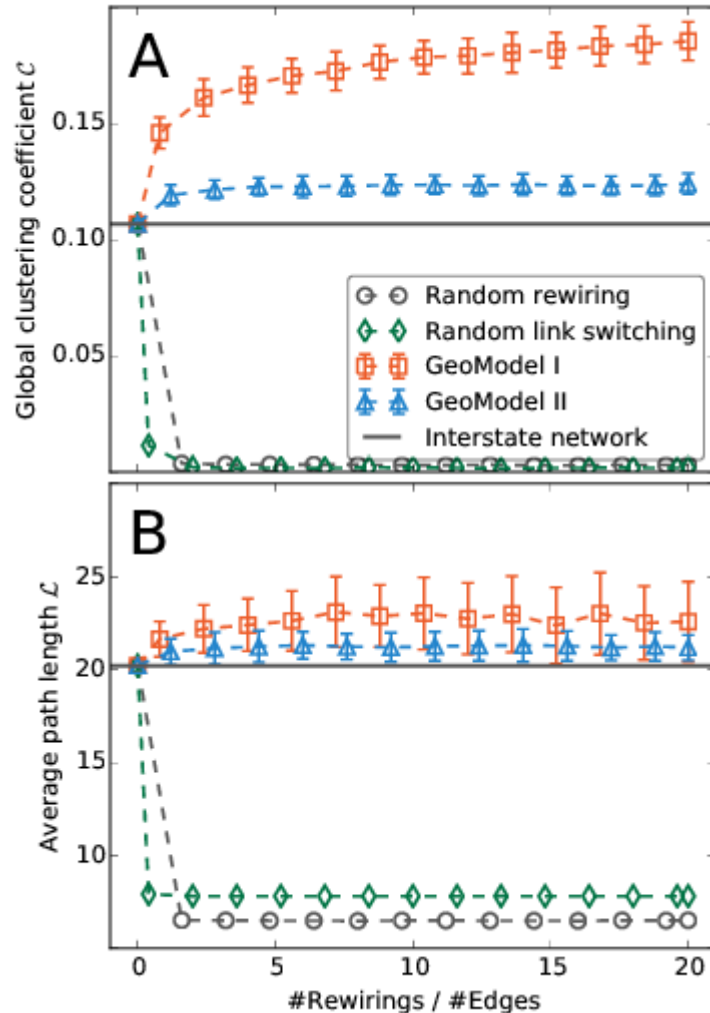 A
Global clustering coefficient C
0.15
0.10
0.05
Random rewiring
Random link switching
GeoModel I
GeoModel II
Interstate network
B
Average path length L
25
20
15
10
0
5
10
15
20
#Rewirings / #Edges